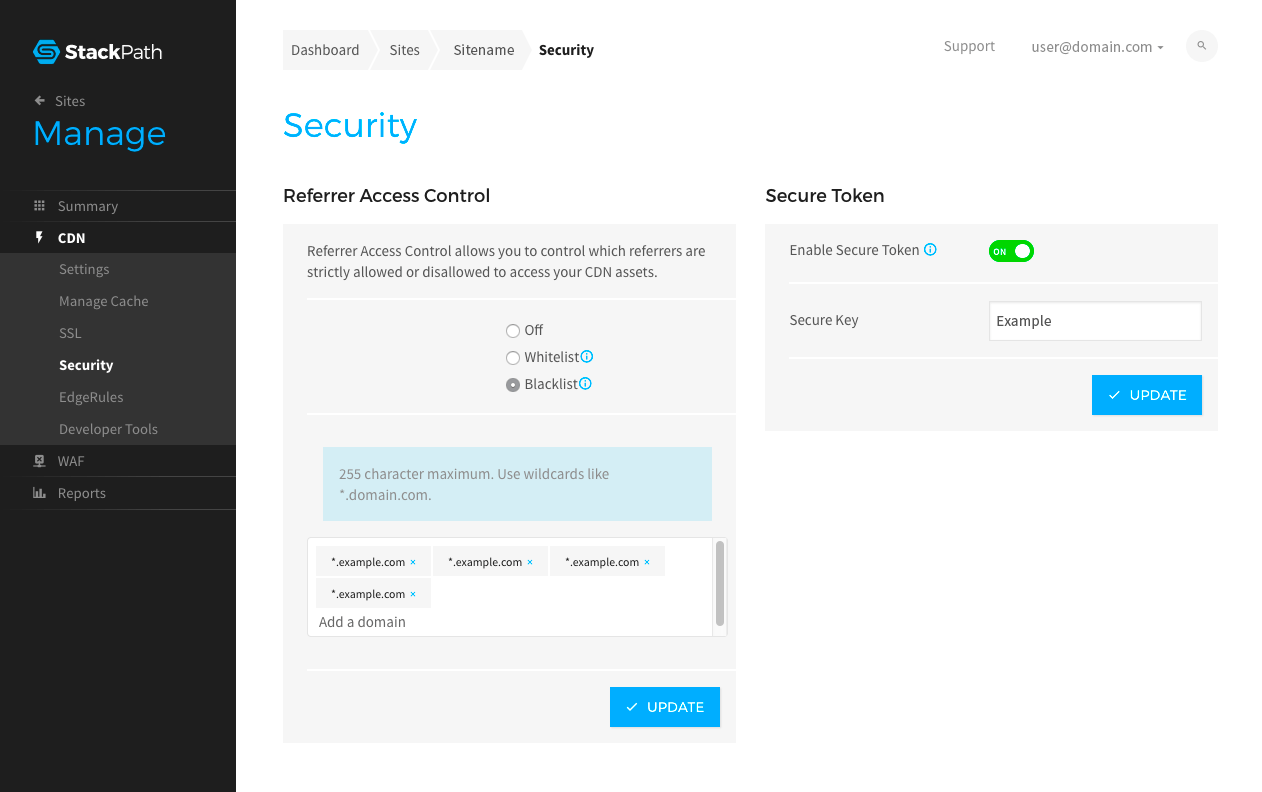 StackPath
Sites
Manage
Summary
CDN
Settings
Manage Cache
SSL
Security
EdgeRules
Developer Tools
WAF
Reports
Dashboard Sites Sitename Security
Support user@domain.com
Security
Referrer Access Control
Referrer Access Control allows you to control which referrers are
strictly allowed or disallowed to access your CDN assets.
Off
Whitelist
Blacklist
255 character maximum. Use wildcards like
*.domain.com.
*.example.com × *.example.com × *.example.com ×
*.example.com ×
Add a domain
UPDATE
Secure Token
Enable Secure Token ON
Secure Key Example
UPDATE